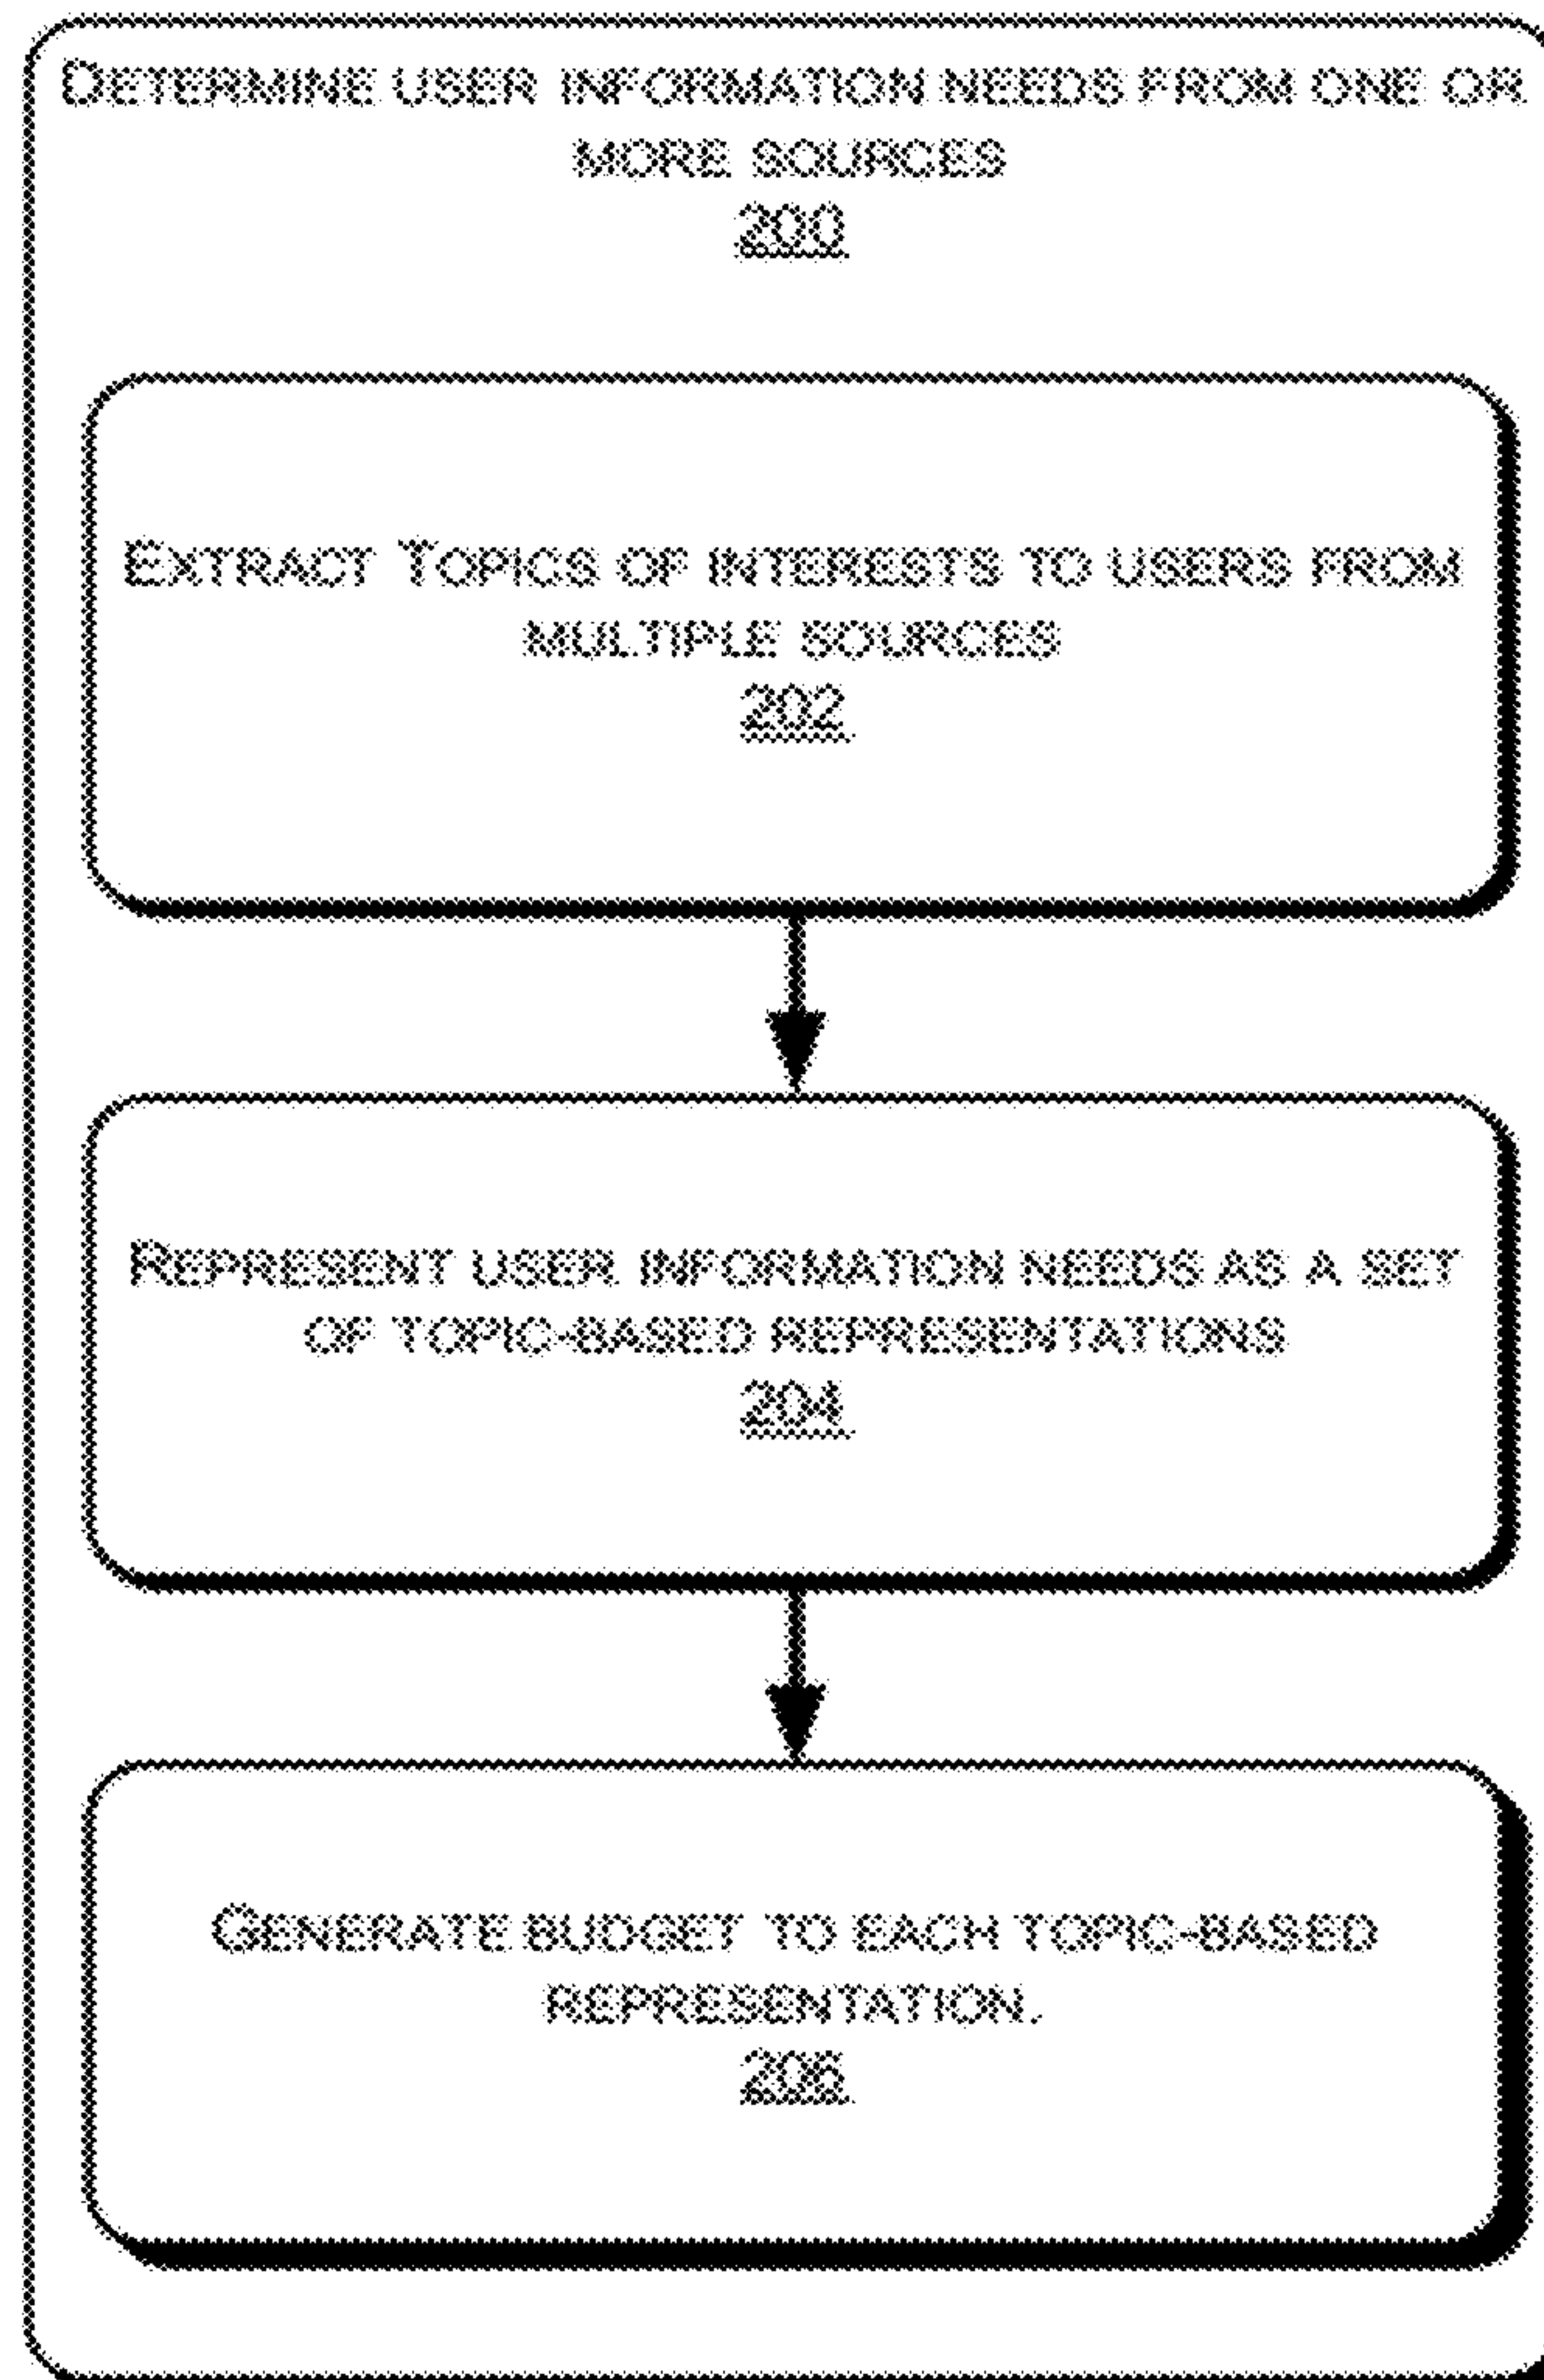 DETERMINE USER INFORMATION NEEDS FROM ONE OR
MORE SOURCES
200
EXTRACT TOPICS OF INTERESTS TO USERS FROM
MULTIPLE SOURCES
202
REPRESENT USER INFORMATION NEEDS AS A SET
OF TOPIC-BASED REPRESENTATIONS
204
GENERATE BUDGET TO EACH TOPIC-BASED
REPRESENTATION.
206